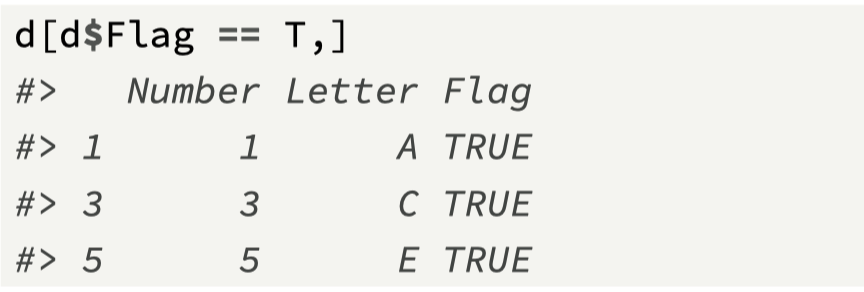 d[d$Flag == T,]
#>   Number Letter Flag
#> 1      1      A TRUE
#> 3      3      C TRUE
#> 5      5      E TRUE